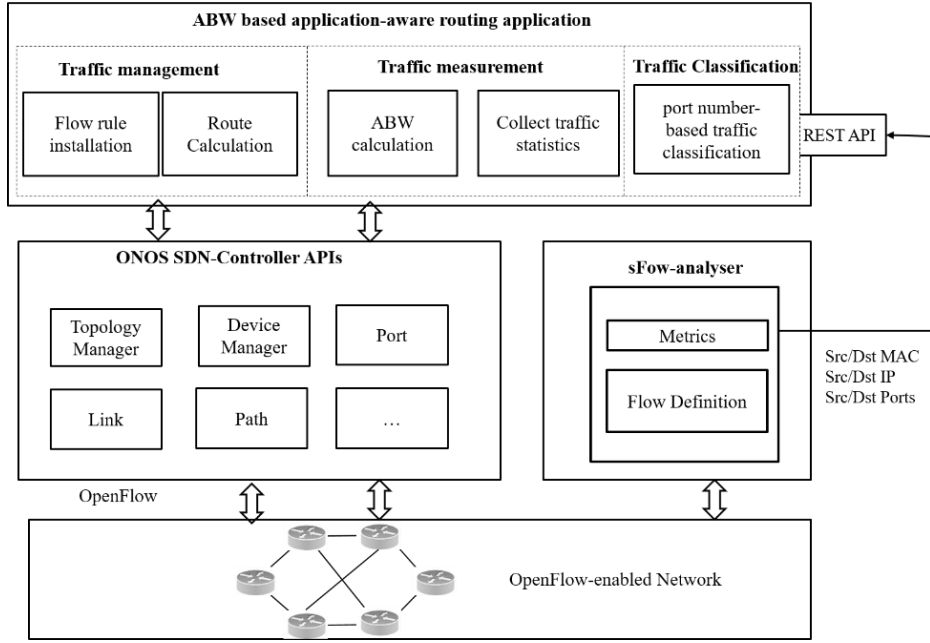 ABW based application-aware routing application
Traffic management
Traffic measurement
Traffic Classification
Flow rule
installation
Route
Calculation
ABW
calculation
Collect traffic
statistics
port number-
based traffic
classification
REST API
ONOS SDN-Controller APIs
Topology
Manager
Device
Manager
Port
Link
Path
...
sFow-analyser
Metrics
Flow Definition
Src/Dst MAC
Src/Dst IP
Src/Dst Ports
OpenFlow
OpenFlow-enabled Network